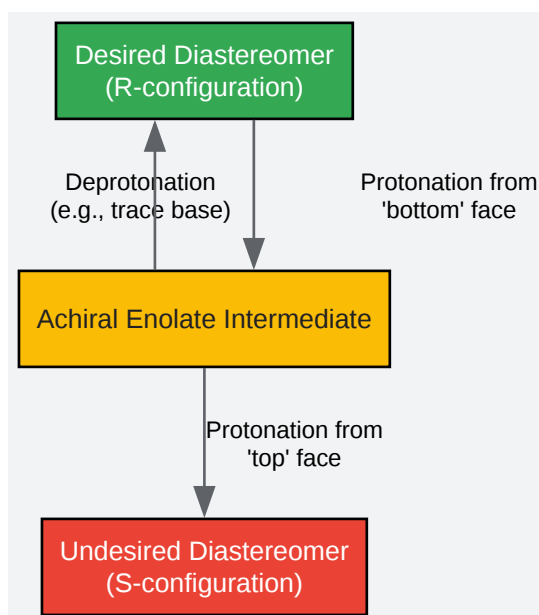 Desired Diastereomer
(R-configuration)
Deprotonation
(e.g., trace base)
Protonation from
'bottom' face
Achiral Enolate Intermediate
Protonation from
'top' face
Undesired Diastereomer
(S-configuration)